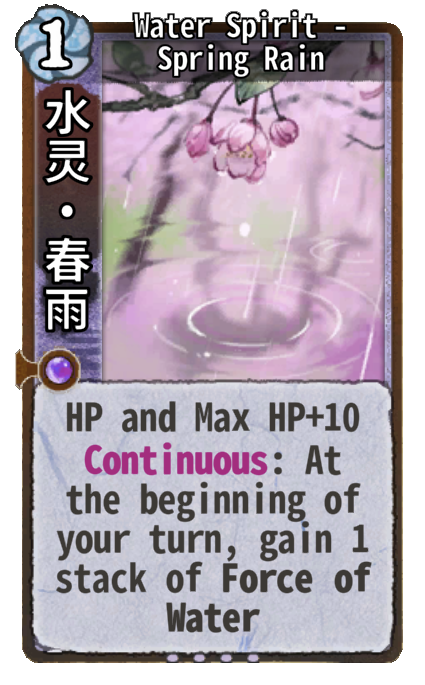 1
Water Spirit -
Spring Rain
水灵・春雨
HP and Max HP+10
Continuous: At
the beginning of
your turn, gain 1
stack of Force of
Water